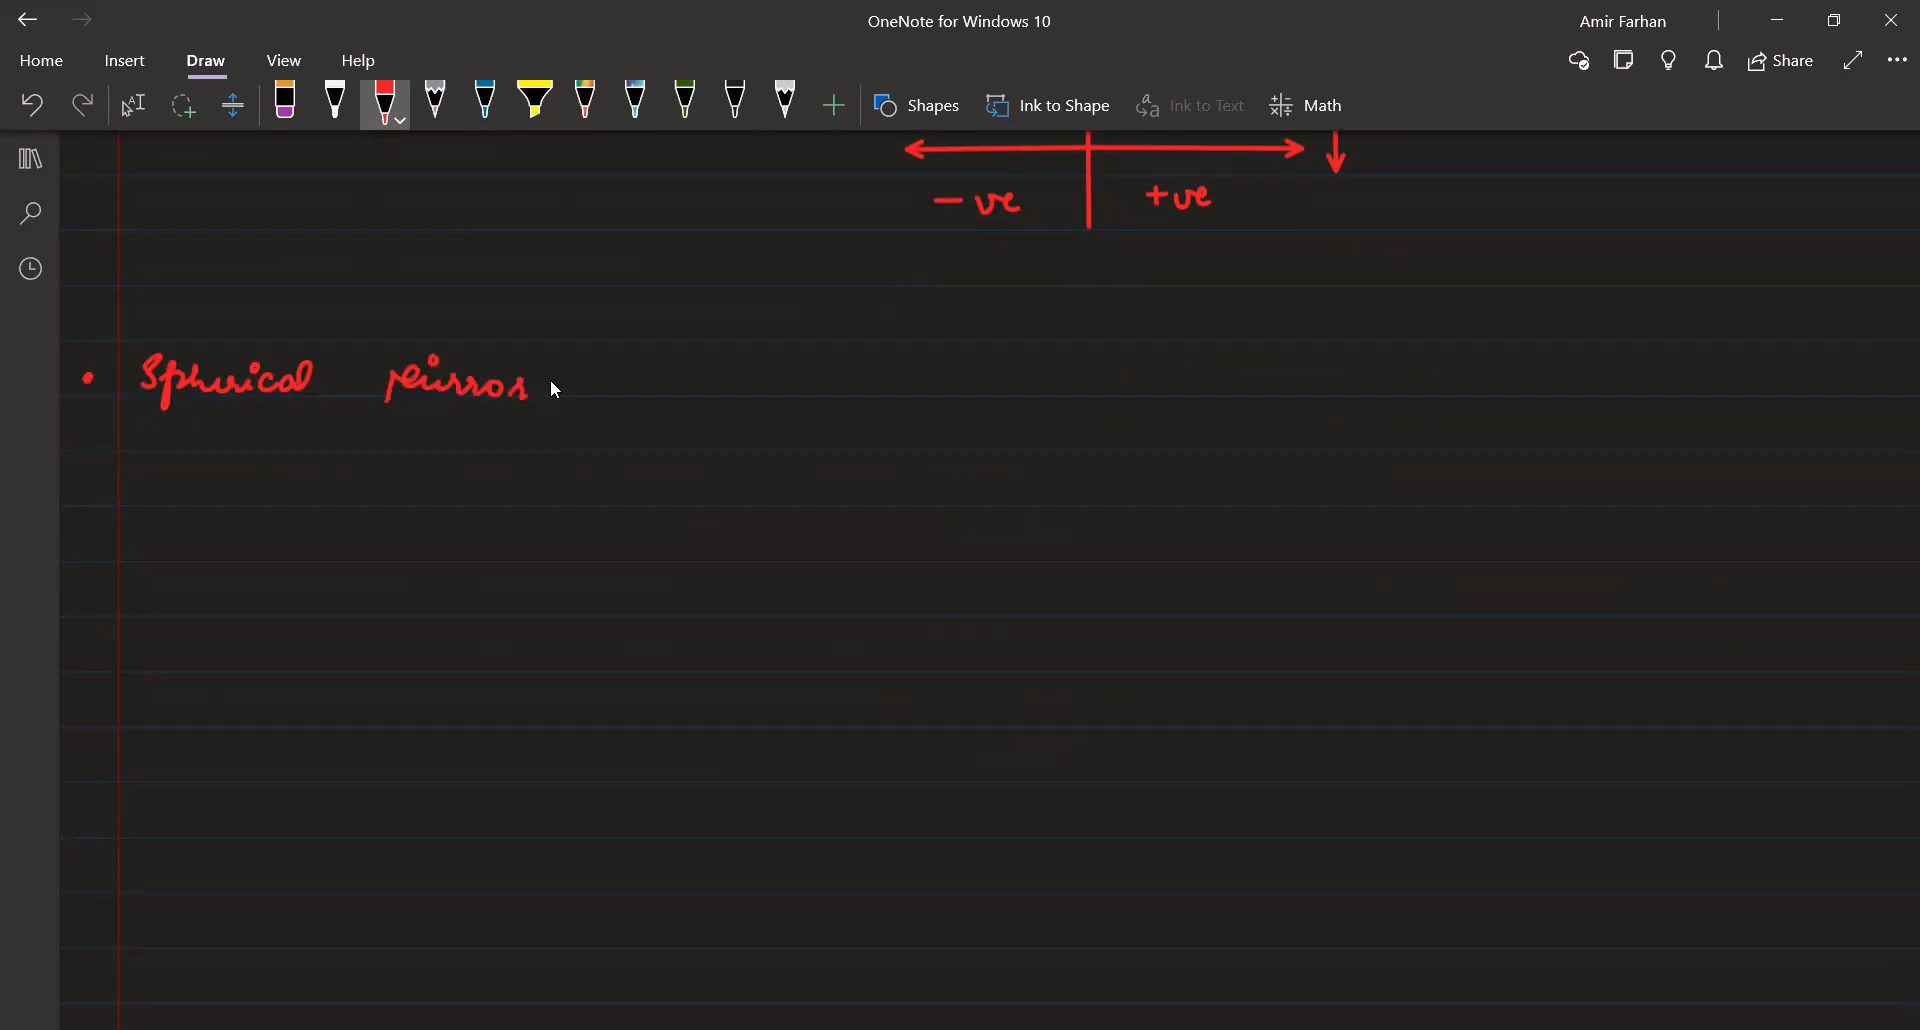 OneNote for Windows 10
Amir Farhan
Home Insert Draw View Help
Share
Shapes Ink to Shape Ink to Text Math
- ve +ve
• Spherical mirror